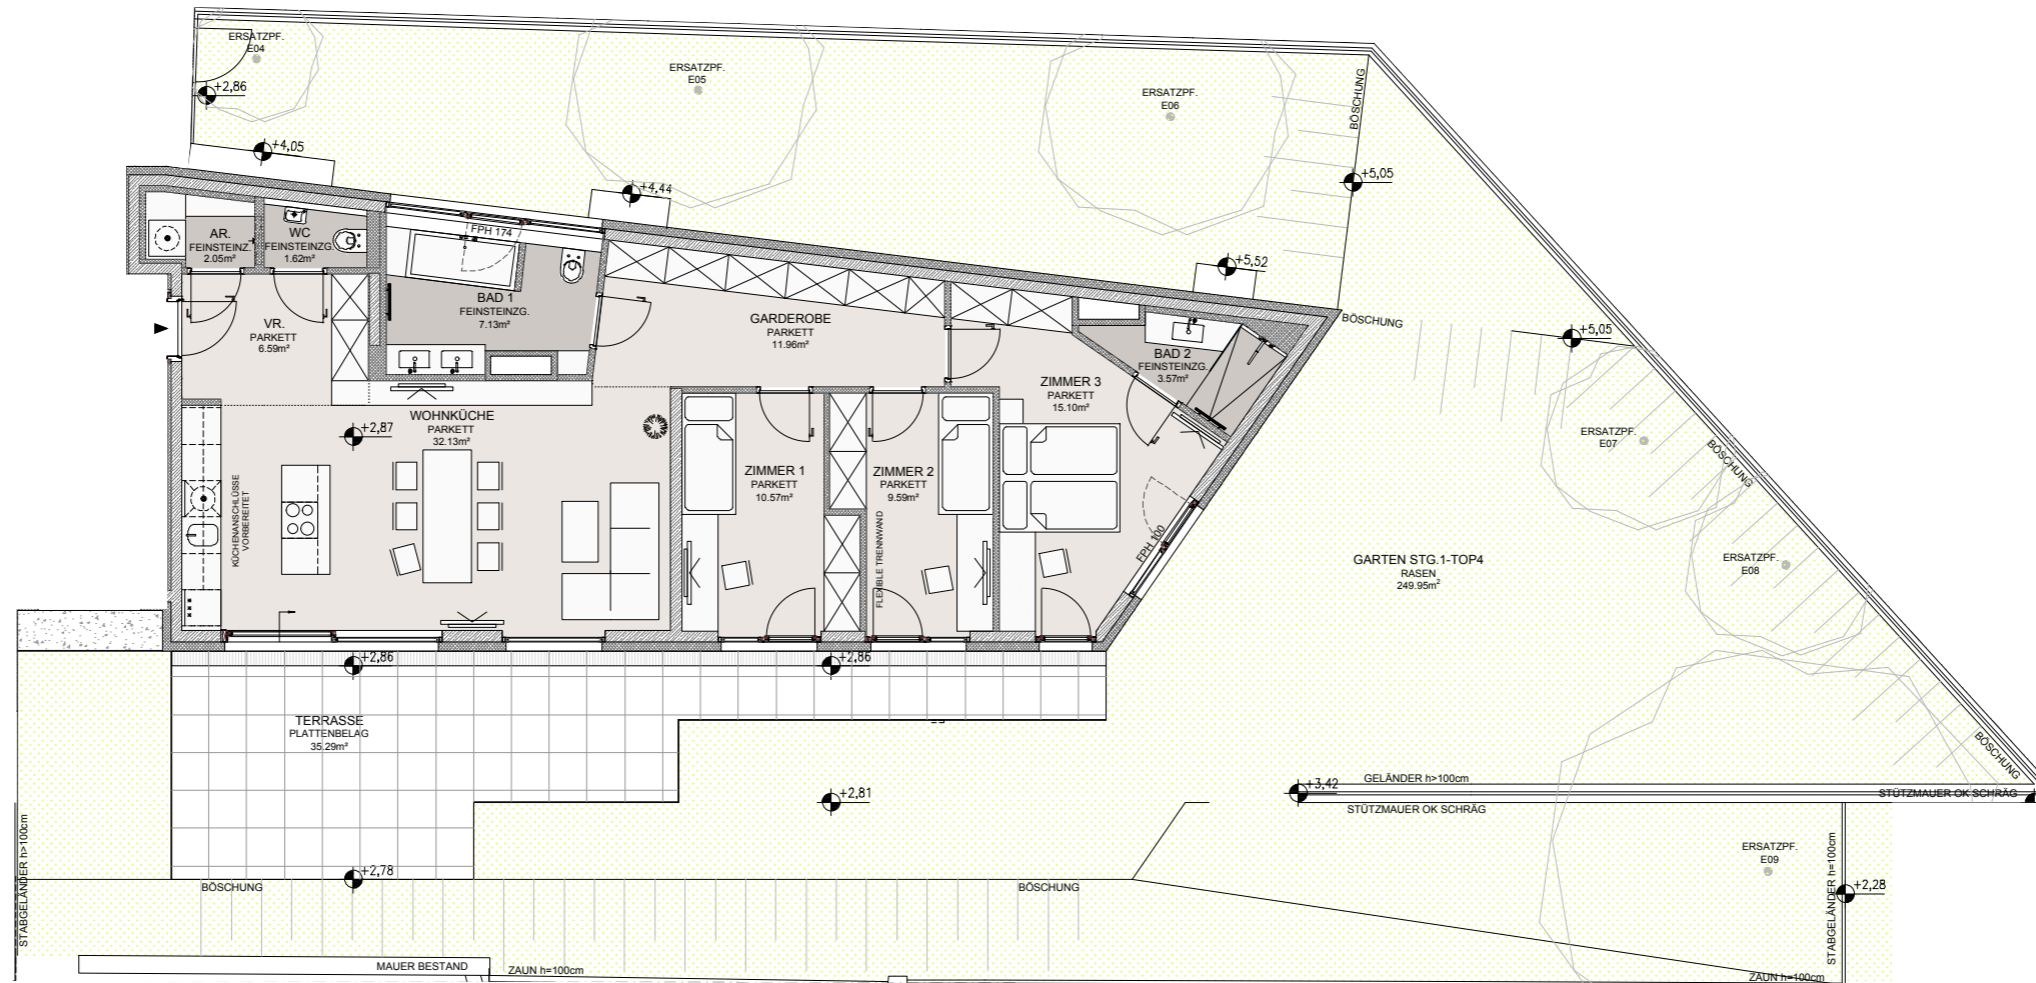 ERSATZPF.
E04
+2,86
ERSATZPF.
E05
ERSATZPF.
E06
BÖSCHUNG
+4,05
+4,44
+5,05
+5,52
FPH 174
AR.
FEINSTEINZ.
2.05m²
WC
FEINSTEINZG.
1.62m²
BAD 1
FEINSTEINZG.
7.13m²
VR.
PARKETT
6.59m²
GARDEROBE
PARKETT
11.96m²
BAD 2
FEINSTEINZG.
3.57m²
BÖSCHUNG
+5,05
ZIMMER 3
PARKETT
15.10m²
WOHNKÜCHE
PARKETT
32.13m²
+2,87
KÜCHENANSCHLÜSSE
VORBEREITET
ZIMMER 1
PARKETT
10.57m²
ZIMMER 2
PARKETT
9.59m²
FLEXIBLE TRENNWAND
FPH 100
ERSATZPF.
E07
BÖSCHUNG
GARTEN STG.1-TOP4
RASEN
249.95m²
ERSATZPF.
E08
+2,86
+2,86
TERRASSE
PLATTENBELAG
35.29m²
BÖSCHUNG
+2,81
+3,42
GELÄNDER h>100cm
STÜTZMAUER OK SCHRÄG
STÜTZMAUER OK SCHRÄG
STABGELÄNDER h>100cm
+2,78
BÖSCHUNG
BÖSCHUNG
ERSATZPF.
E09
STABGELÄNDER h=100cm
+2,28
MAUER BESTAND
ZAUN h=100cm
ZAUN h=100cm